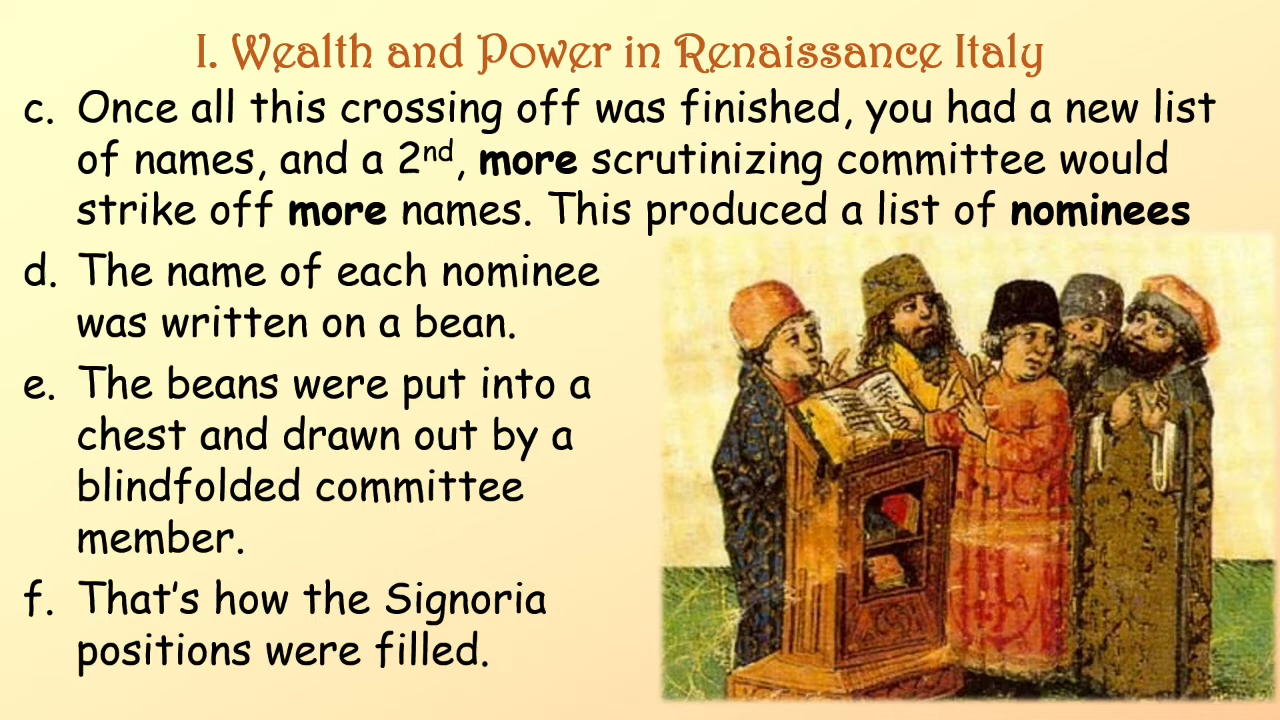 I. Wealth and Power in Renaissance Italy
c. Once all this crossing off was finished, you had a new list
of names, and a 2nd, more scrutinizing committee would
strike off more names. This produced a list of nominees
d. The name of each nominee
was written on a bean.
e. The beans were put into a
chest and drawn out by a
blindfolded committee
member.
f. That’s how the Signoria
positions were filled.